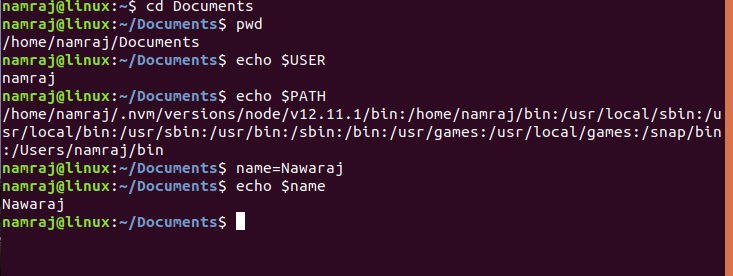 namraj@linux:~$ cd Documents
namraj@linux:~/Documents$ pwd
/home/namraj/Documents
namraj@linux:~/Documents$ echo $USER
namraj
namraj@linux:~/Documents$ echo $PATH
/home/namraj/.nvm/versions/node/v12.11.1/bin:/home/namraj/bin:/usr/local/sbin:/u
sr/local/bin:/usr/sbin:/usr/bin:/sbin:/bin:/usr/games:/usr/local/games:/snap/bin
:/Users/namraj/bin
namraj@linux:~/Documents$ name=Nawaraj
namraj@linux:~/Documents$ echo $name
Nawaraj
namraj@linux:~/Documents$